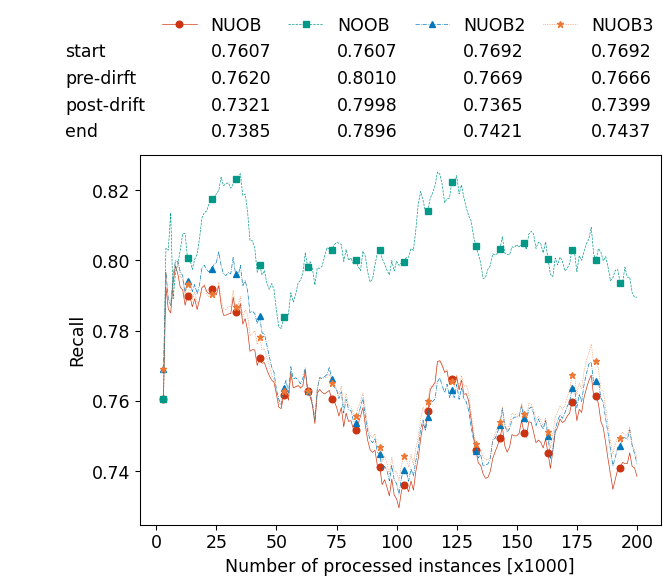 NUOB NOOB NUOB2 NUOB3
start 0.7607 0.7607 0.7692 0.7692
pre-dirft 0.7620 0.8010 0.7669 0.7666
post-drift 0.7321 0.7998 0.7365 0.7399
end 0.7385 0.7896 0.7421 0.7437
0.82
0.80
0.78
0.76
0.74
Recall
0 25 50 75 100 125 150 175 200
Number of processed instances [x1000]